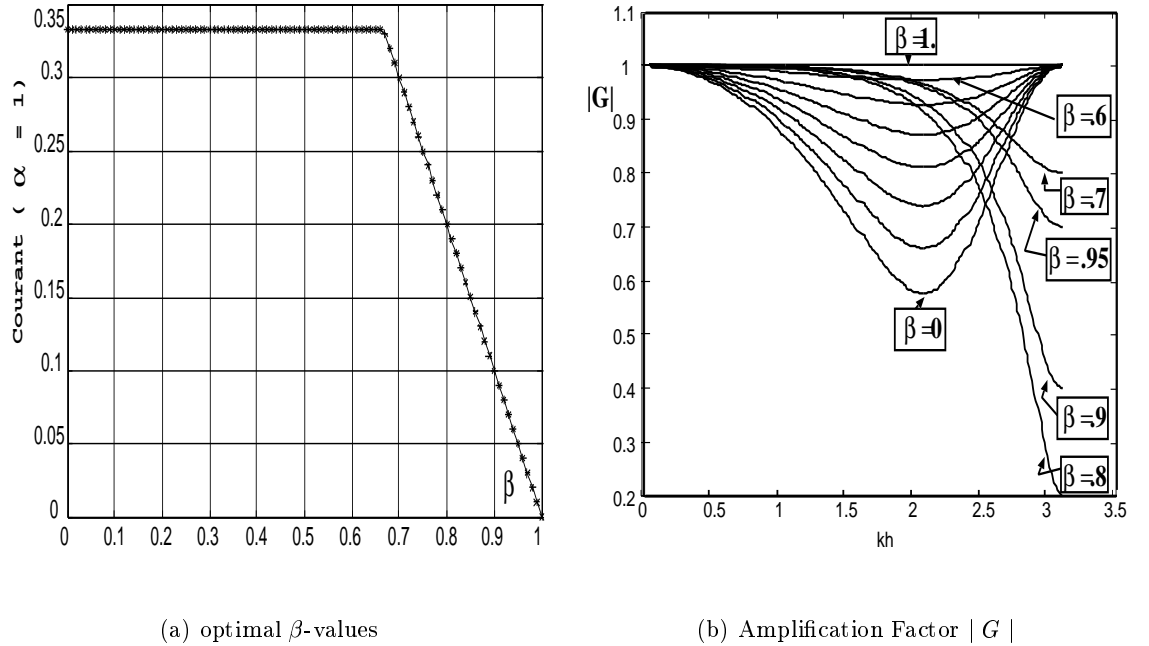 0.35
0.3
0.25
0.2
0.15
0.1
0.05
0
Courant ( α = 1)
β
0 0.1 0.2 0.3 0.4 0.5 0.6 0.7 0.8 0.9 1
(a) optimal β-values
1.1
1
0.9
0.8
0.7
0.6
0.5
0.4
0.3
0.2
|G|
β=1.
β=.6
β=.7
β=.95
β=0
β=.9
β=.8
0 0.5 1 1.5 2 2.5 3 3.5
kh
(b) Amplification Factor | G |